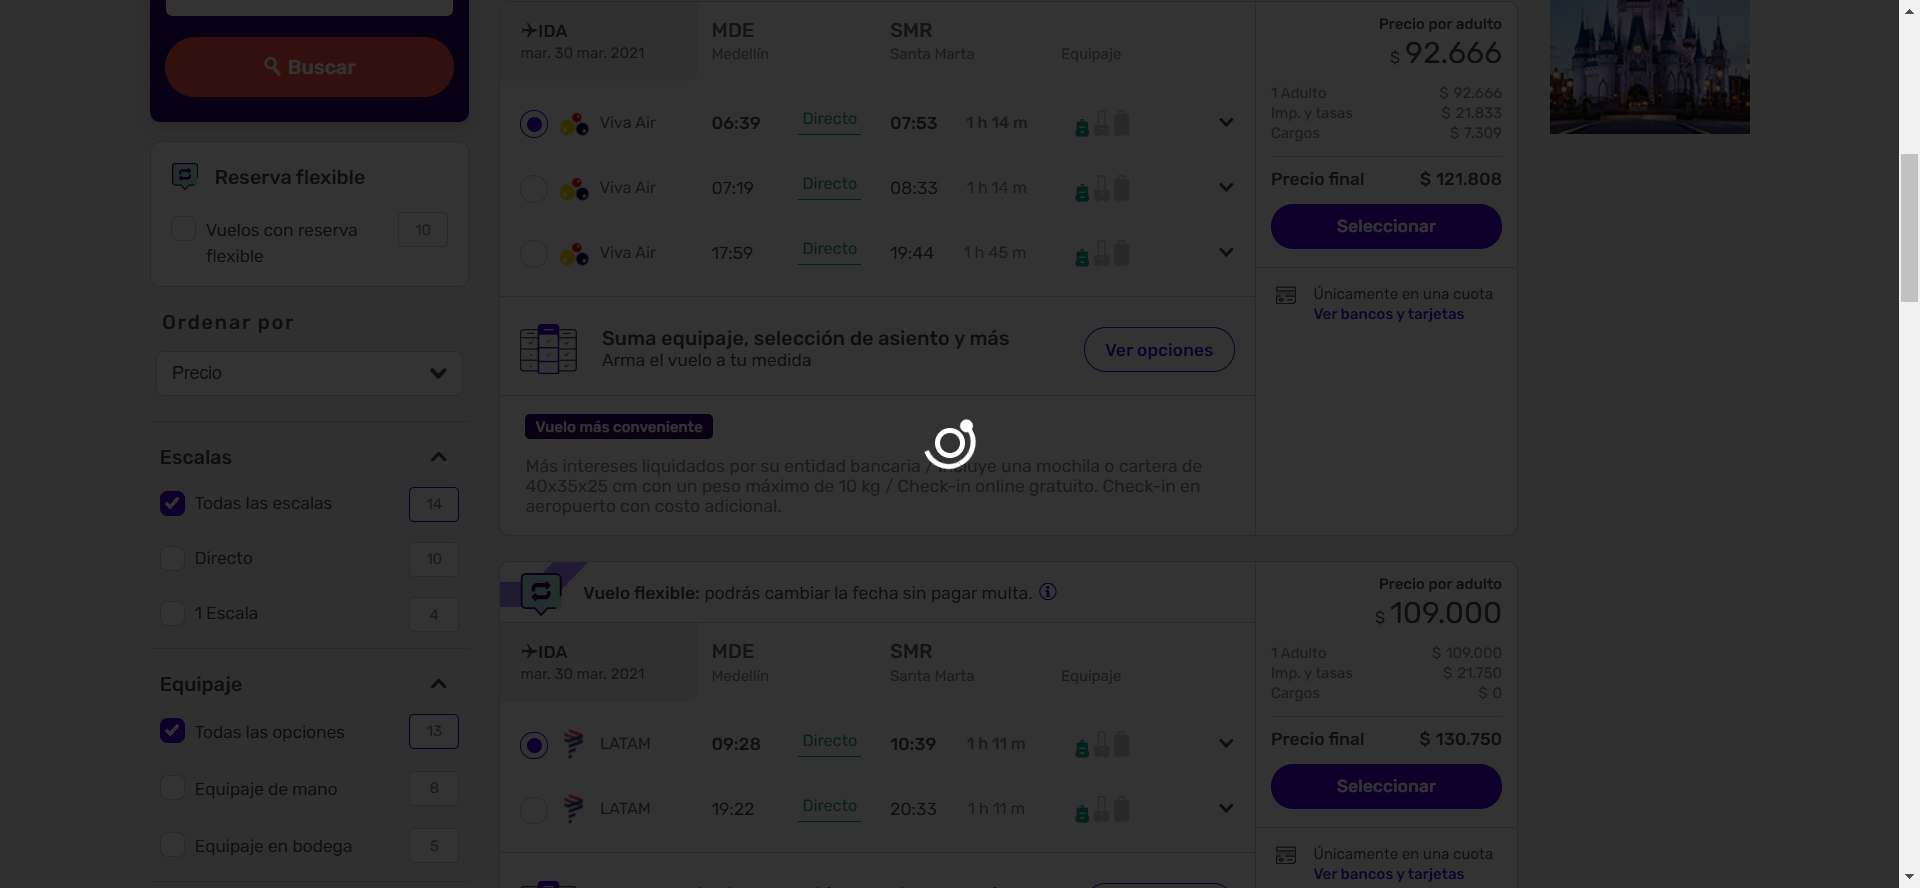 Buscar
Reserva flexible
Vuelos con reserva
flexible
10
Ordenar por
Precio
Escalas
Todas las escalas 14
Directo 10
1 Escala 4
Equipaje
Todas las opciones 13
Equipaje de mano 8
Equipaje en bodega 5
IDA MDE SMR
mar. 30 mar. 2021 Medellín Santa Marta Equipaje
Viva Air 06:39 Directo 07:53 1 h 14 m
Viva Air 07:19 Directo 08:33 1 h 14 m
Viva Air 17:59 Directo 19:44 1 h 45 m
Suma equipaje, selección de asiento y más
Arma el vuelo a tu medida
Ver opciones
Vuelo más conveniente
Más intereses liquidados por su entidad bancaria / Incluye una mochila o cartera de
40x35x25 cm con un peso máximo de 10 kg / Check-in online gratuito. Check-in en
aeropuerto con costo adicional.
Precio por adulto
$ 92.666
1 Adulto $ 92.666
Imp. y tasas $ 21.833
Cargos $ 7.309
Precio final $ 121.808
Seleccionar
Únicamente en una cuota
Ver bancos y tarjetas
Vuelo flexible: podrás cambiar la fecha sin pagar multa.
IDA MDE SMR
mar. 30 mar. 2021 Medellín Santa Marta Equipaje
LATAM 09:28 Directo 10:39 1 h 11 m
LATAM 19:22 Directo 20:33 1 h 11 m
Precio por adulto
$ 109.000
1 Adulto $ 109.000
Imp. y tasas $ 21.750
Cargos $ 0
Precio final $ 130.750
Seleccionar
Únicamente en una cuota
Ver bancos y tarjetas